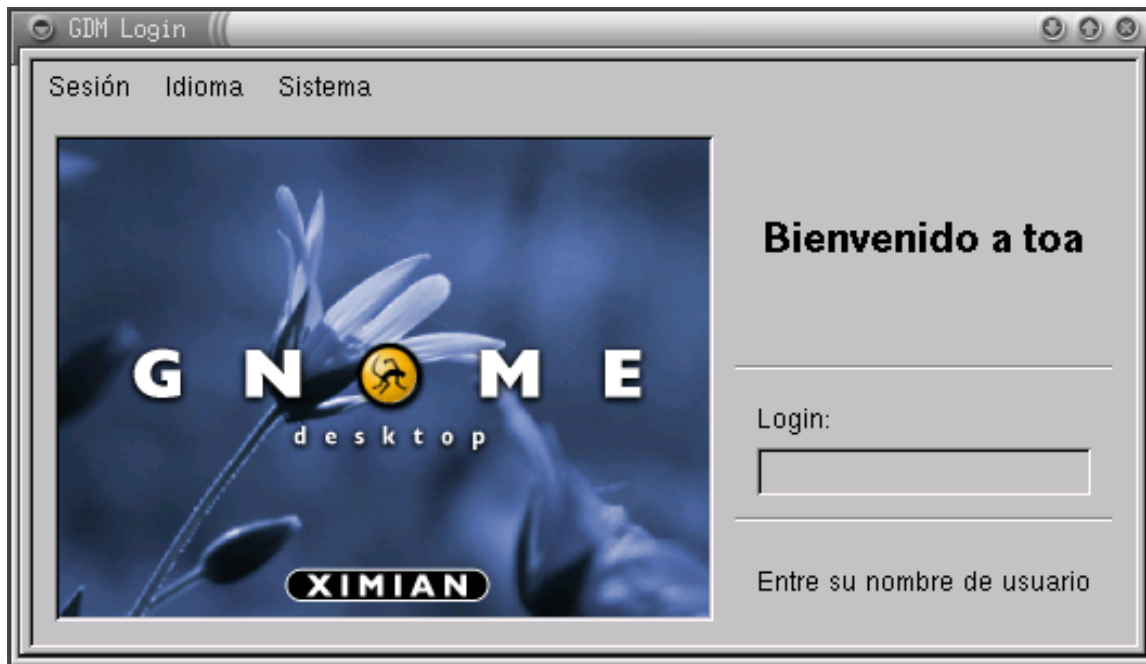 GDM Login
Sesión Idioma Sistema
GNOME
desktop
XIMIAN
Bienvenido a toa
Login:
Entre su nombre de usuario